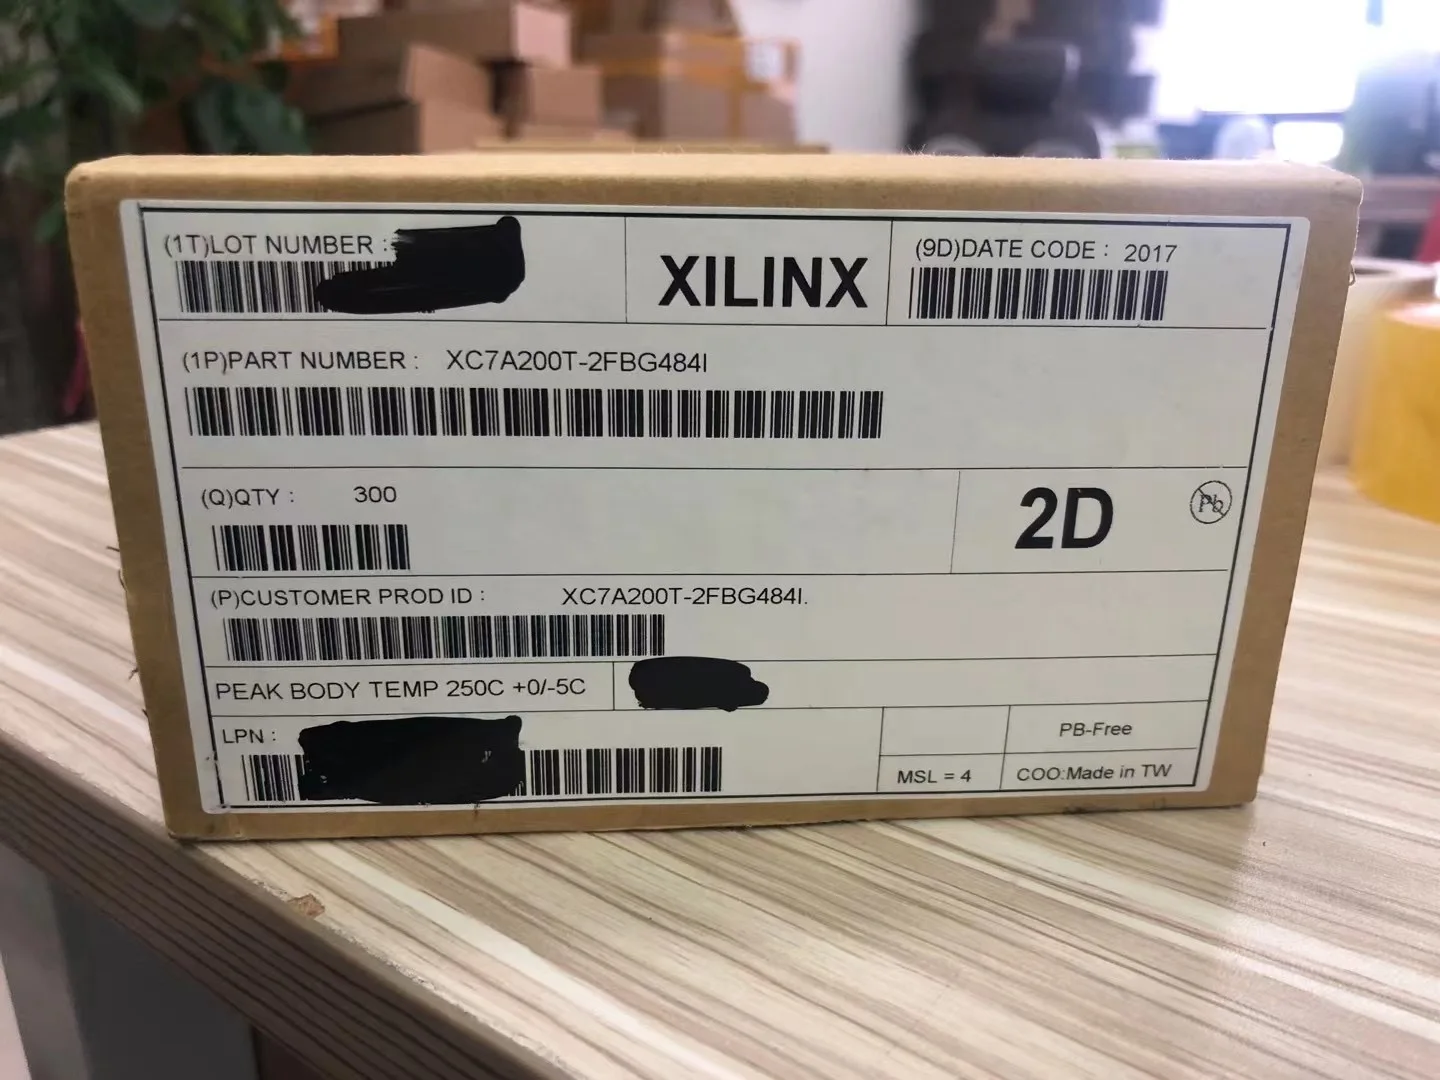 (1T)LOT NUMBER :
XILINX
(9D)DATE CODE : 2017
(1P)PART NUMBER : XC7A200T-2FBG484I
(Q)QTY : 300
2D
Pb
(P)CUSTOMER PROD ID : XC7A200T-2FBG484I.
PEAK BODY TEMP 250C +0/-5C
LPN :
PB-Free
MSL = 4
COO:Made in TW